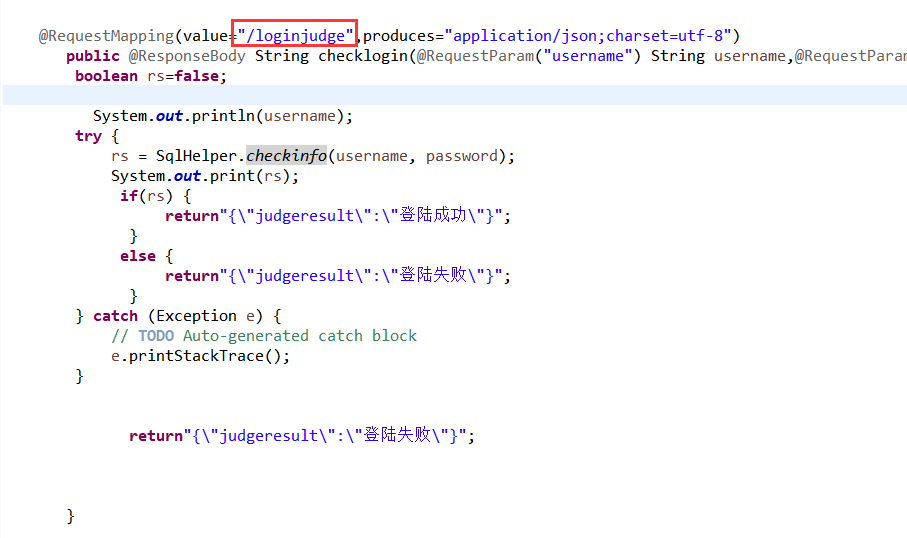 @RequestMapping(value="/loginjudge",produces="application/json;charset=utf-8")
public @ResponseBody String checklogin(@RequestParam("username") String username,@RequestParam
boolean rs=false;
System.out.println(username);
try {
rs = SqlHelper.checkinfo(username, password);
System.out.print(rs);
if(rs) {
return"{\"judgeresult\":\"登陆成功\"}";
}
else {
return"{\"judgeresult\":\"登陆失败\"}";
}
} catch (Exception e) {
// TODO Auto-generated catch block
e.printStackTrace();
}
return"{\"judgeresult\":\"登陆失败\"}";
}